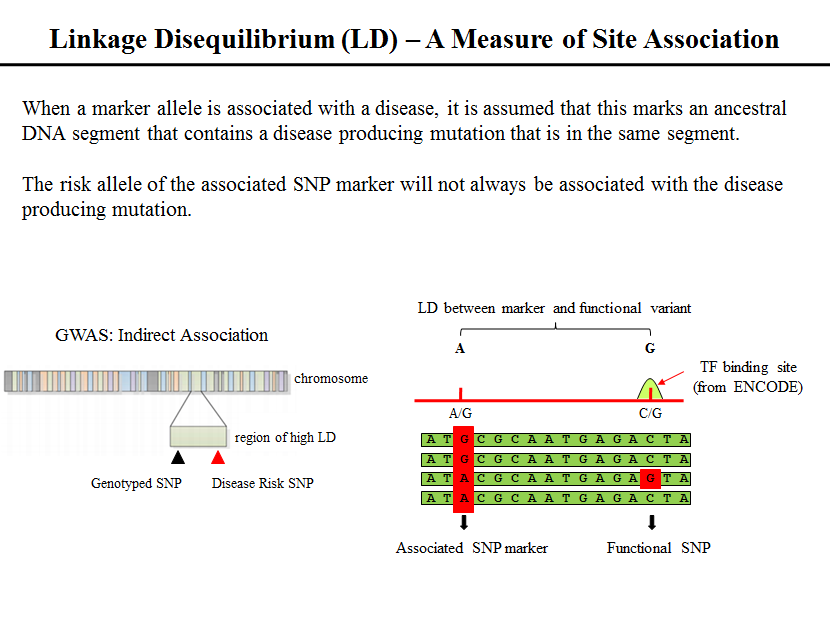 Linkage Disequilibrium (LD) – A Measure of Site Association
When a marker allele is associated with a disease, it is assumed that this marks an ancestral
DNA segment that contains a disease producing mutation that is in the same segment.
The risk allele of the associated SNP marker will not always be associated with the disease
producing mutation.
GWAS: Indirect Association
chromosome
region of high LD
Genotyped SNP
Disease Risk SNP
LD between marker and functional variant
A
G
TF binding site
(from ENCODE)
A/G
C/G
A T G C G C A A T G A G A C T A
A T G C G C A A T G A G A C T A
A T A C G C A A T G A G A G T A
A T A C G C A A T G A G A C T A
Associated SNP marker
Functional SNP